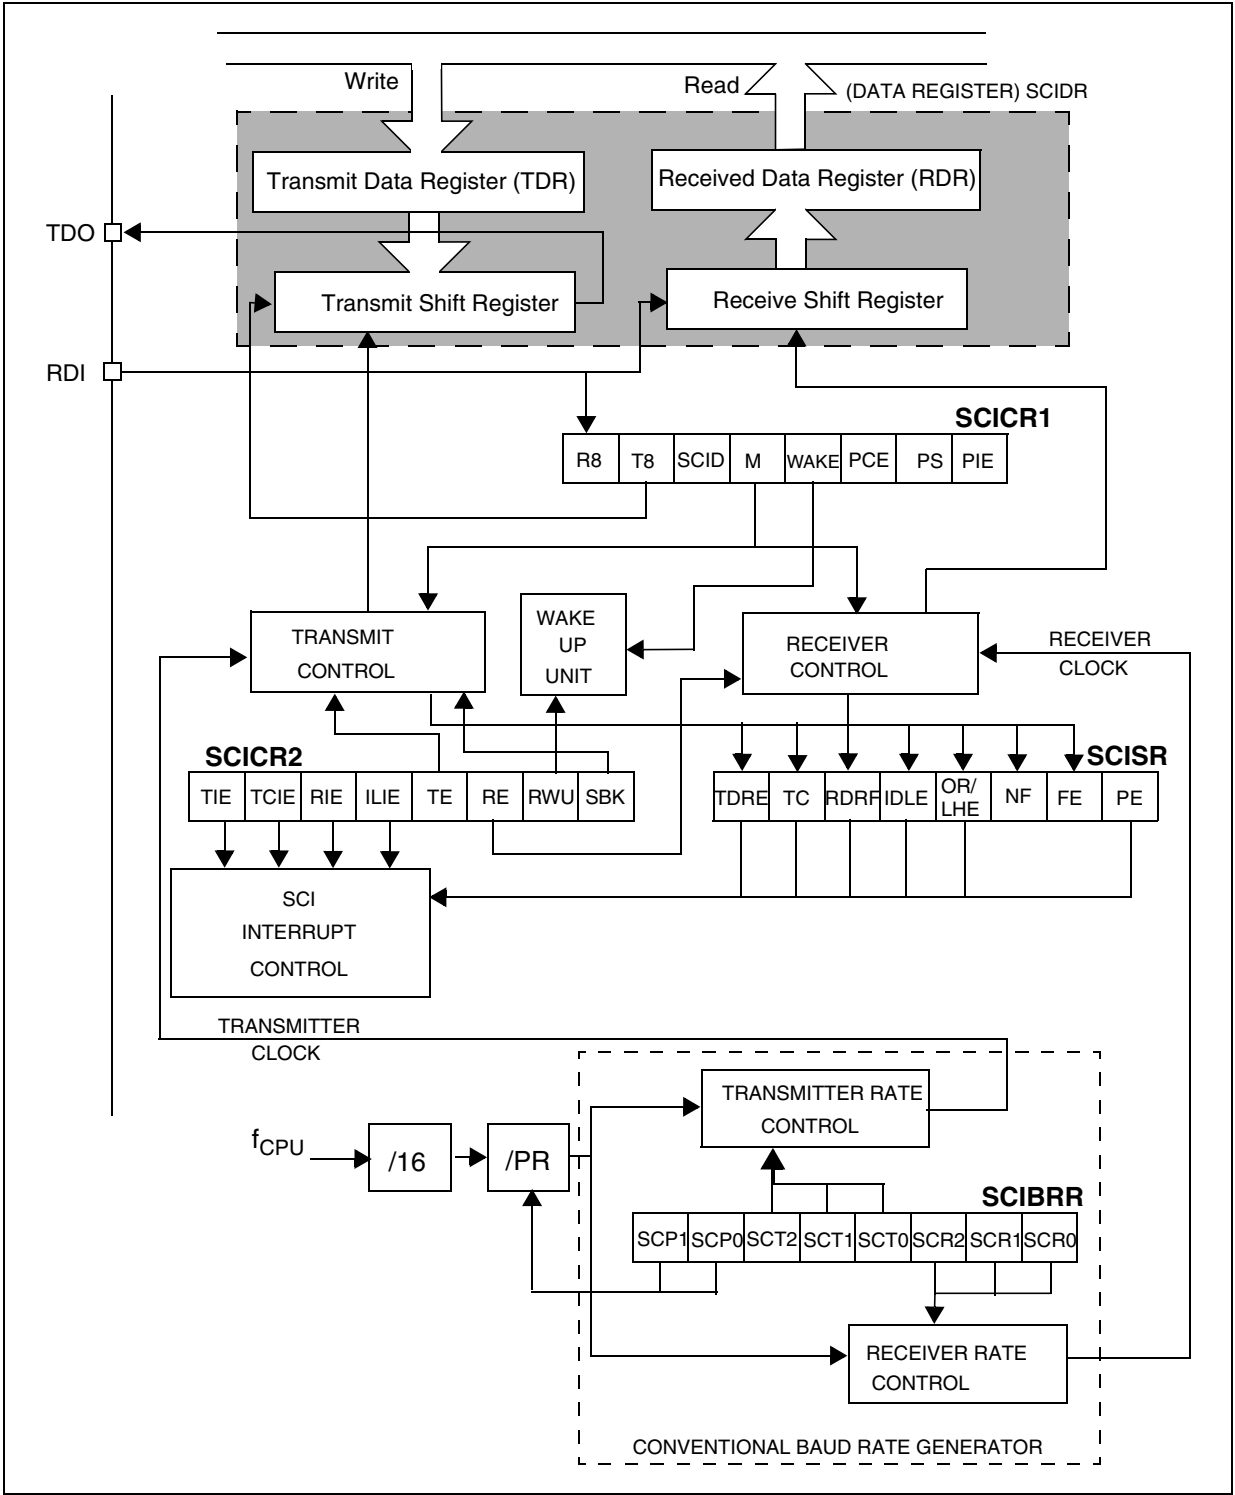 Write
Read
(DATA REGISTER) SCIDR
Transmit Data Register (TDR)
Received Data Register (RDR)
TDO
Transmit Shift Register
Receive Shift Register
RDI
SCICR1
R8 T8 SCID M WAKE PCE PS PIE
TRANSMIT
CONTROL
WAKE
UP
UNIT
RECEIVER
CONTROL
RECEIVER
CLOCK
SCICR2
TIE TCIE RIE ILIE TE RE RWU SBK
SCISR
TDRE TC RDRF IDLE OR/
LHE NF FE PE
SCI
INTERRUPT
CONTROL
TRANSMITTER
CLOCK
TRANSMITTER RATE
CONTROL
fCPU
/16
/PR
SCIBRR
SCP1 SCP0 SCT2 SCT1 SCT0 SCR2 SCR1 SCR0
RECEIVER RATE
CONTROL
CONVENTIONAL BAUD RATE GENERATOR